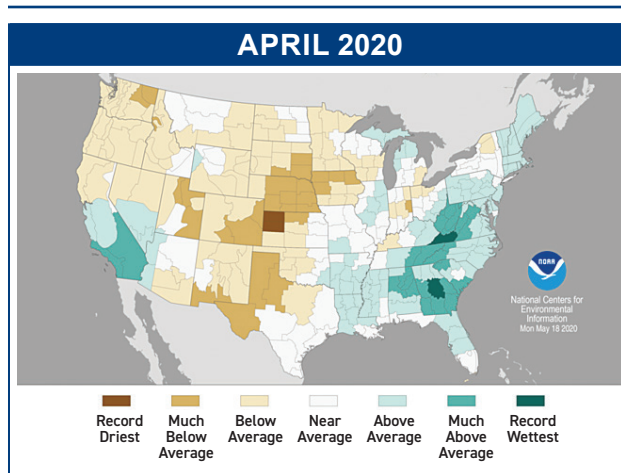 APRIL 2020
NOAA
National Centers for
Environmental
Information
Mon May 18 2020
Record
Driest
Much
Below
Average
Below
Average
Near
Average
Above
Average
Much
Above
Average
Record
Wettest